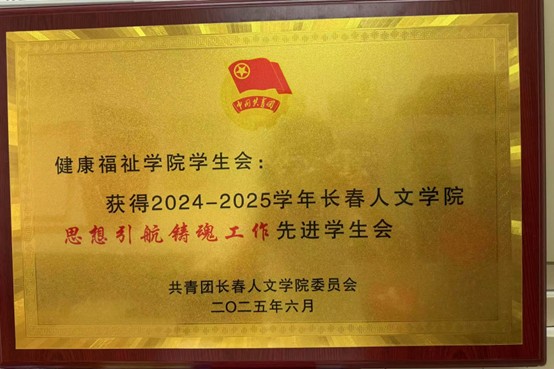 中国共青团
健康福祉学院学生会：
获得2024-2025学年长春人文学院
思想引航铸魂工作先进学生会
共青团长春人文学院委员会
二〇二五年六月